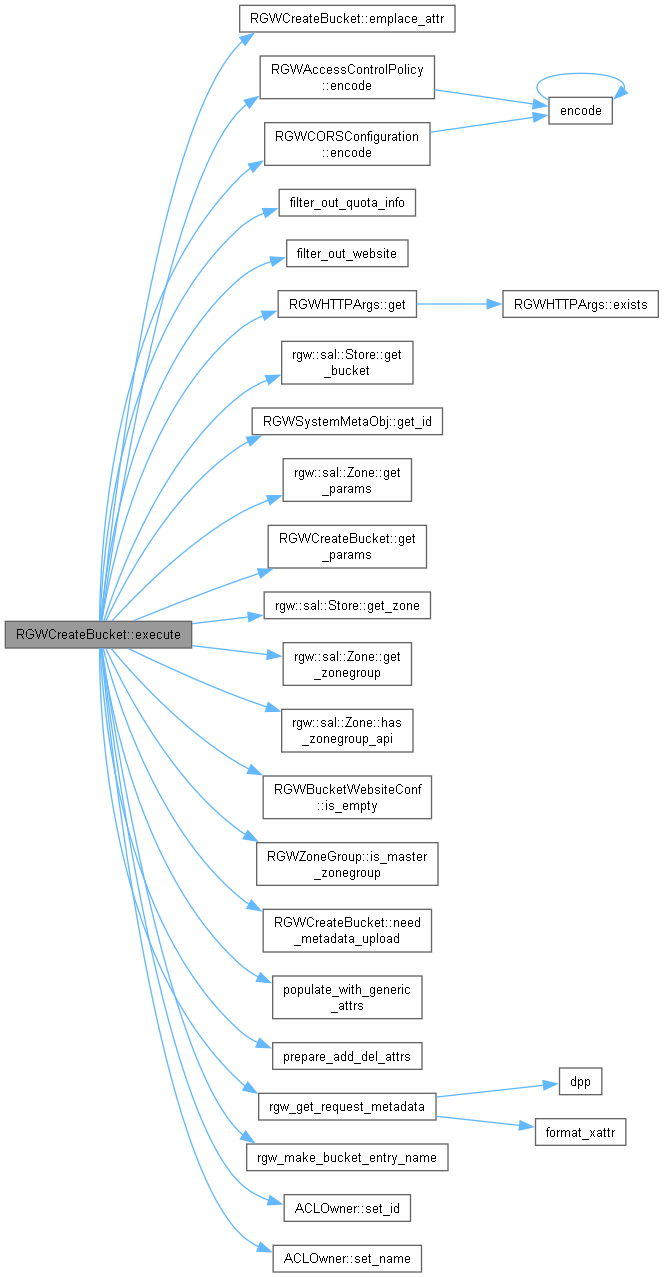 RGWCreateBucket::emplace_attr
RGWAccessControlPolicy
::encode
encode
RGWCORSConfiguration
::encode
filter_out_quota_info
filter_out_website
RGWHTTPArgs::get
RGWHTTPArgs::exists
rgw::sal::Store::get
_bucket
RGWSystemMetaObj::get_id
rgw::sal::Zone::get
_params
RGWCreateBucket::get
_params
rgw::sal::Store::get_zone
RGWCreateBucket::execute
rgw::sal::Zone::get
_zonegroup
rgw::sal::Zone::has
_zonegroup_api
RGWBucketWebsiteConf
::is_empty
RGWZoneGroup::is_master
_zonegroup
RGWCreateBucket::need
_metadata_upload
populate_with_generic
_attrs
prepare_add_del_attrs
rgw_get_request_metadata
dpp
format_xattr
rgw_make_bucket_entry_name
ACLOwner::set_id
ACLOwner::set_name